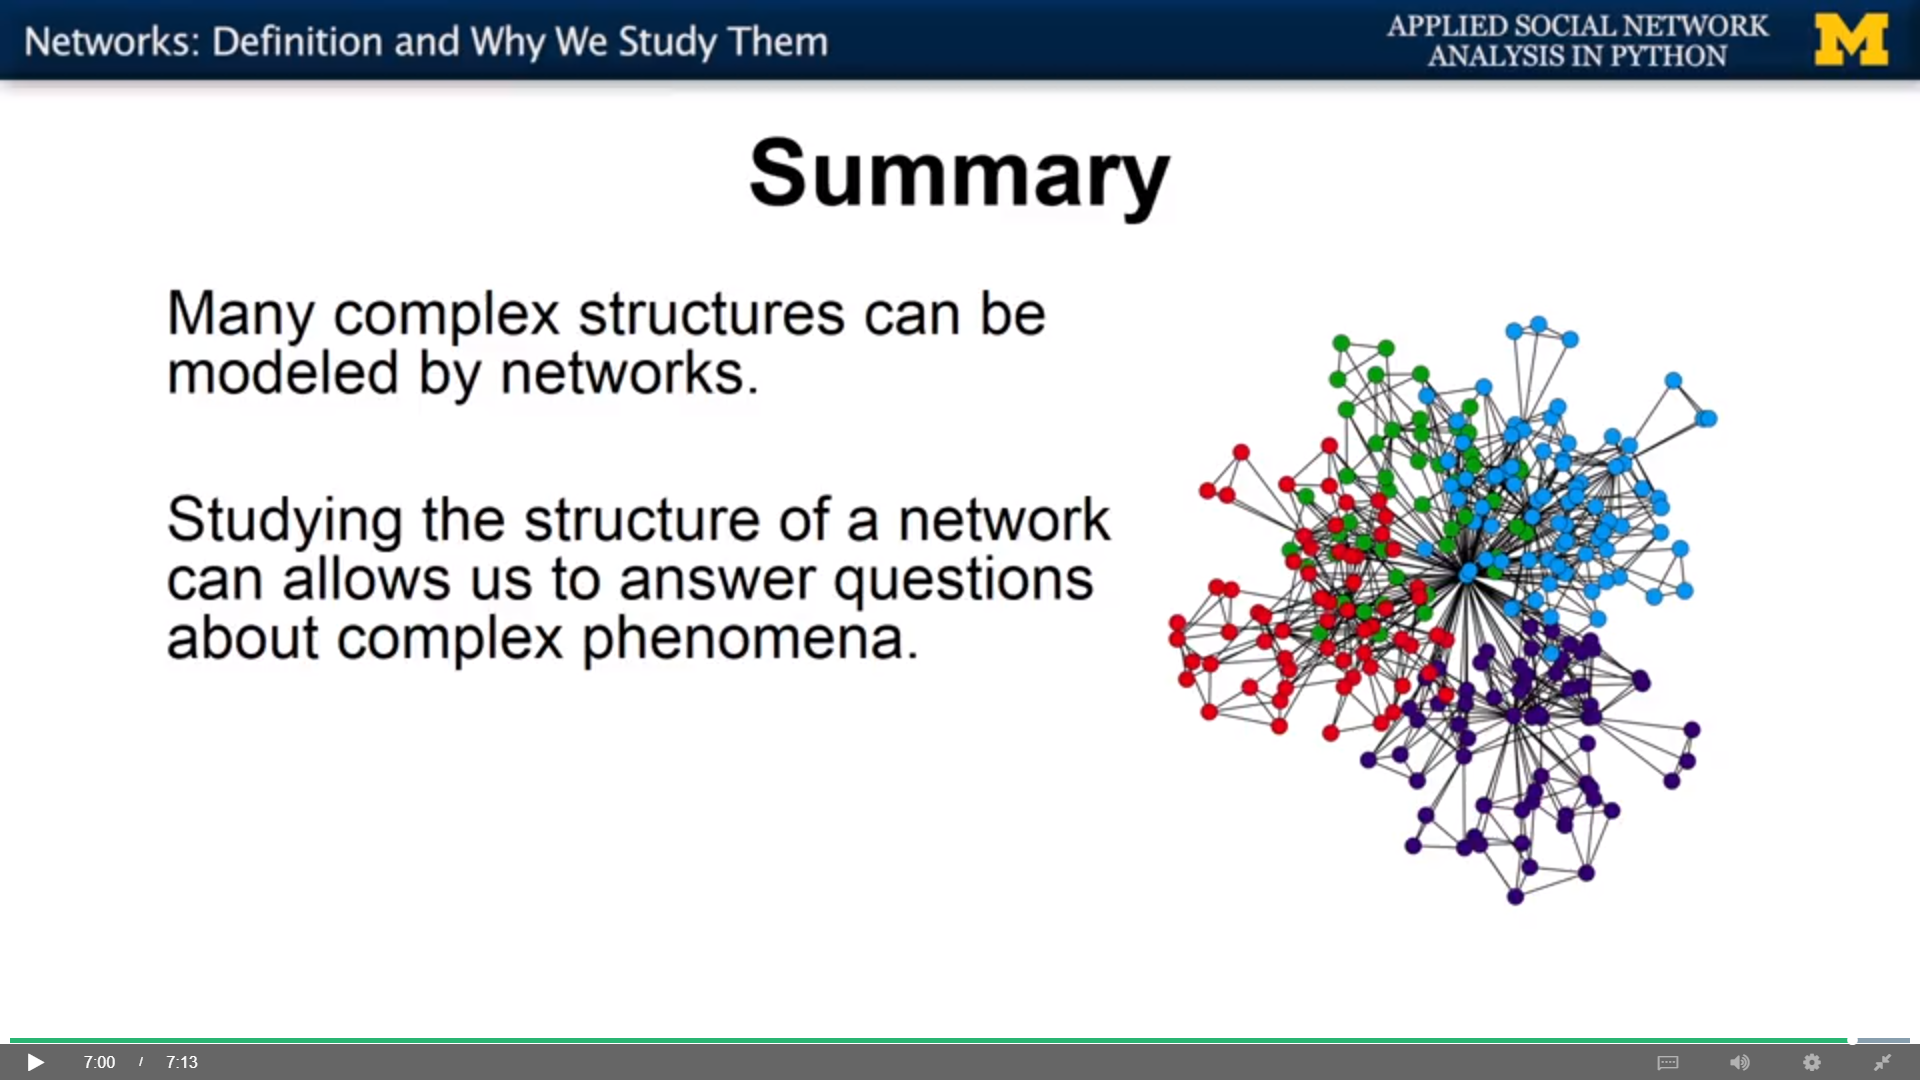 Networks: Definition and Why We Study Them
APPLIED SOCIAL NETWORK
ANALYSIS IN PYTHON
M
Summary
Many complex structures can be
modeled by networks.
Studying the structure of a network
can allows us to answer questions
about complex phenomena.
7:00 / 7:13